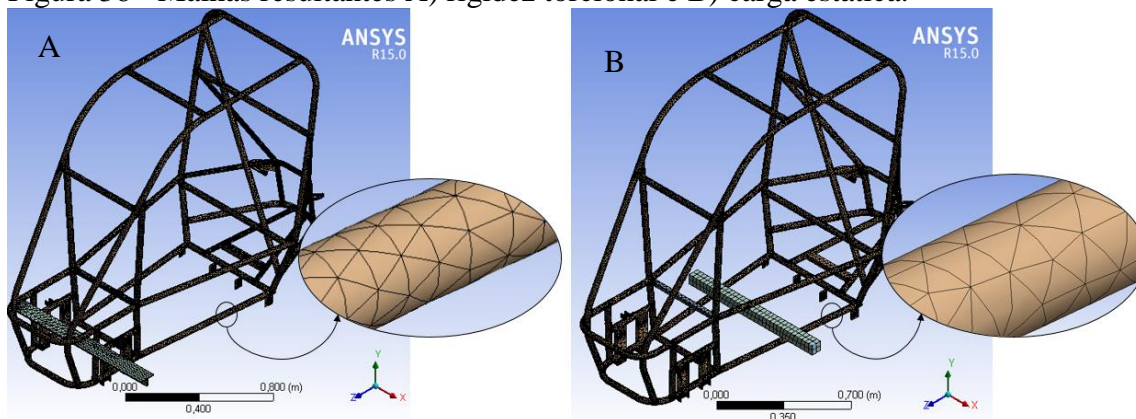 Figura 36 - Malhas resultantes A) rigidez torcional e B) carga estática.
A
ANSYS
R15.0
0,000
0,800 (m)
0,400
Y
Z
X
B
ANSYS
R15.0
0,000
0,700 (m)
0,350
Y
Z
X